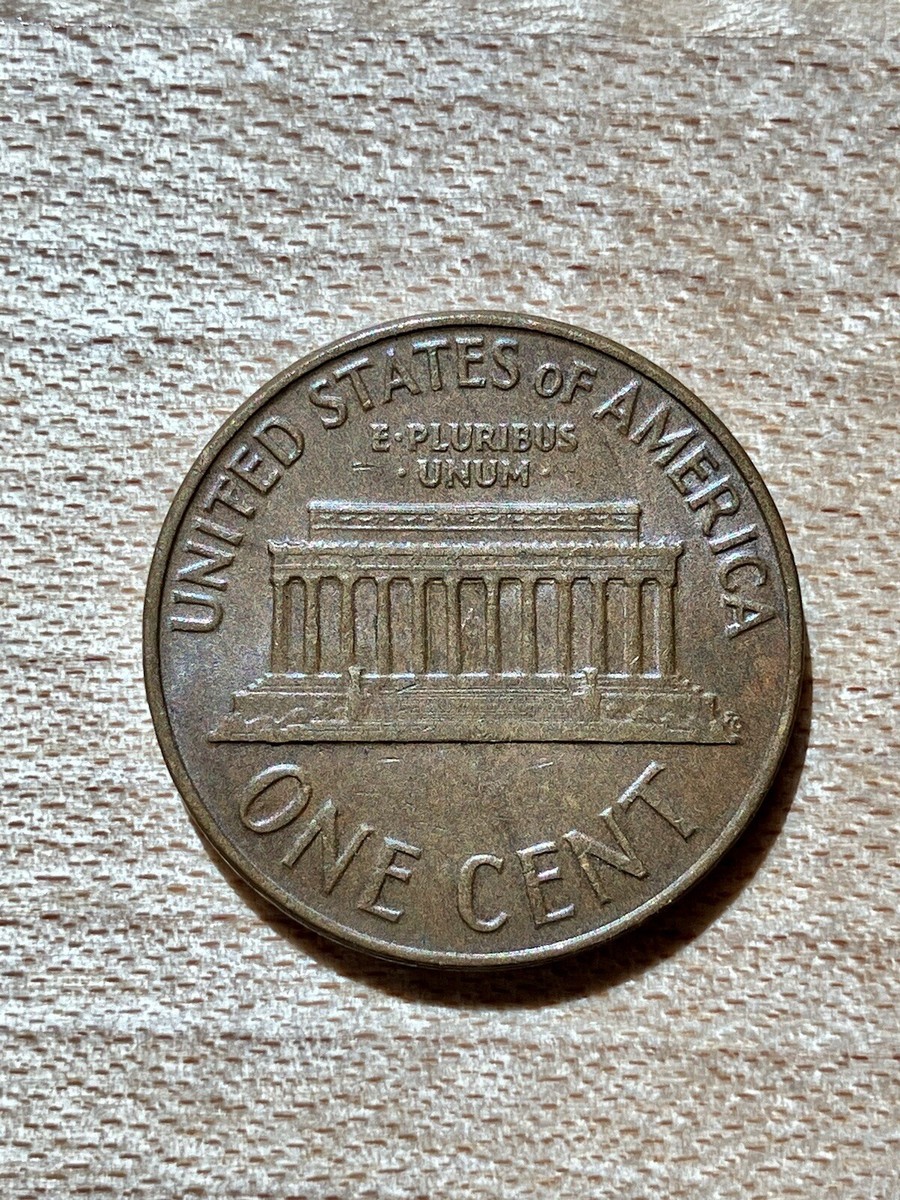 UNITED STATES OF AMERICA
E·PLURIBUS
·UNUM·
ONE CENT